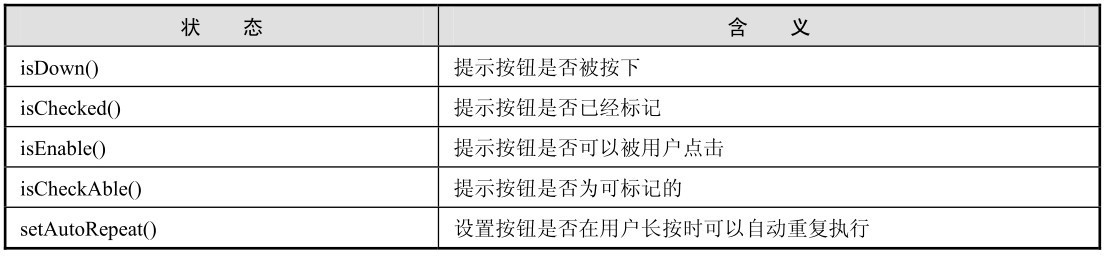 状 态 含 义
isDown() 提示按钮是否被按下
isChecked() 提示按钮是否已经标记
isEnable() 提示按钮是否可以被用户点击
isCheckAble() 提示按钮是否为可标记的
setAutoRepeat() 设置按钮是否在用户长按时可以自动重复执行